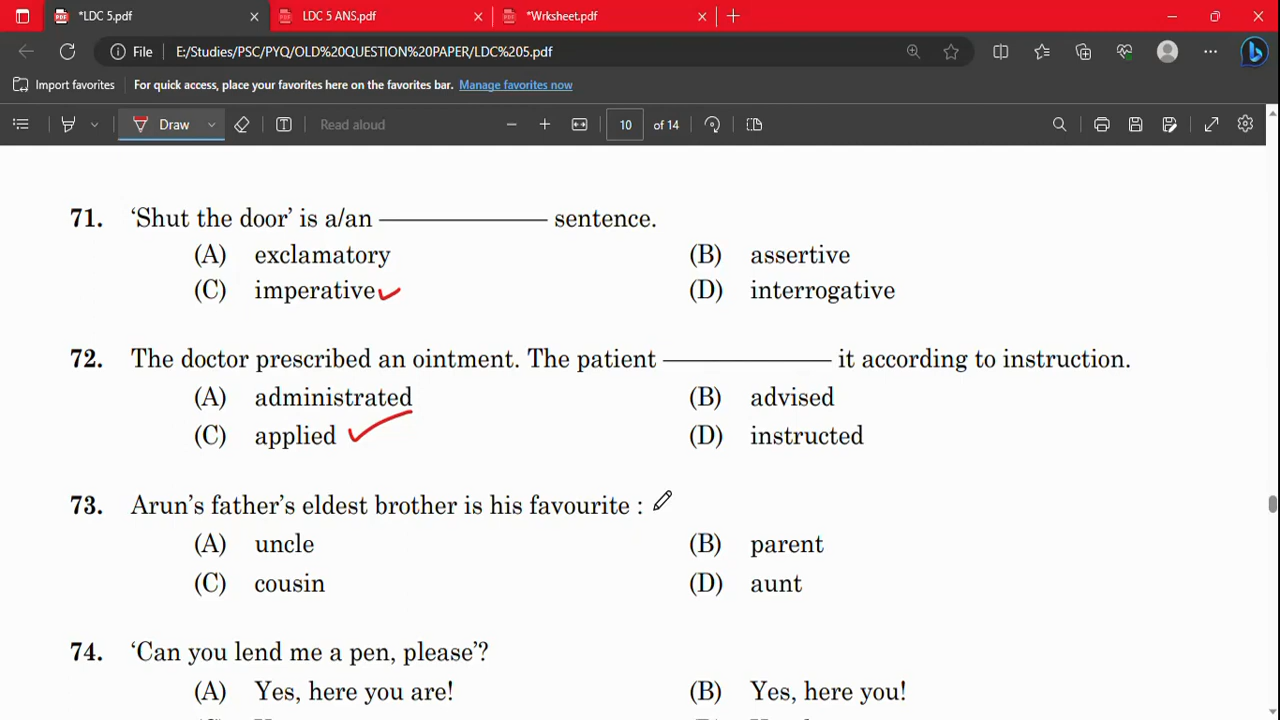 *LDC 5.pdf
LDC 5 ANS.pdf
*Wrksheet.pdf
File
E:/Studies/PSC/PYQ/OLD%20QUESTION%20PAPER/LDC%205.pdf
Import favorites
For quick access, place your favorites here on the favorites bar. Manage favorites now
Draw
Read aloud
10 of 14
71. ‘Shut the door’ is a/an ———— sentence.
(A) exclamatory (B) assertive
(C) imperative (D) interrogative
72. The doctor prescribed an ointment. The patient ———— it according to instruction.
(A) administrated (B) advised
(C) applied (D) instructed
73. Arun’s father’s eldest brother is his favourite :
(A) uncle (B) parent
(C) cousin (D) aunt
74. ‘Can you lend me a pen, please’?
(A) Yes, here you are! (B) Yes, here you!